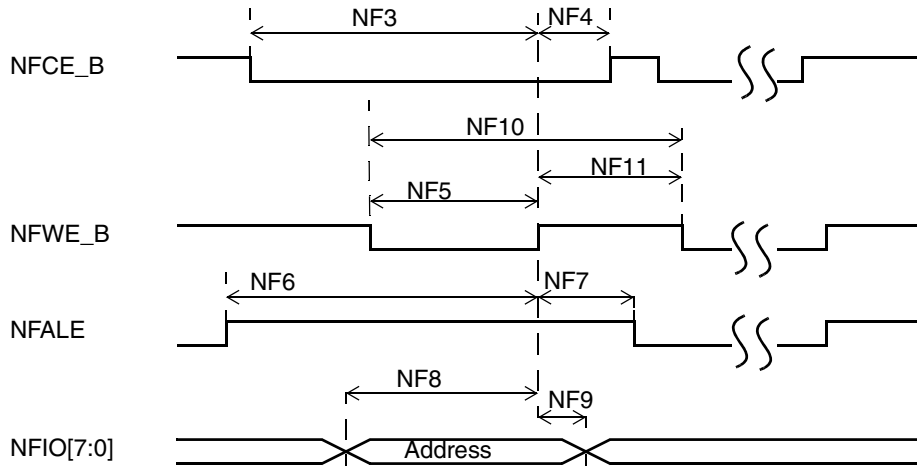 NF3
NF4
NFCE_B
NF10
NF11
NF5
NFWE_B
NF6
NF7
NFALE
NF8
NF9
NFIO[7:0]
Address